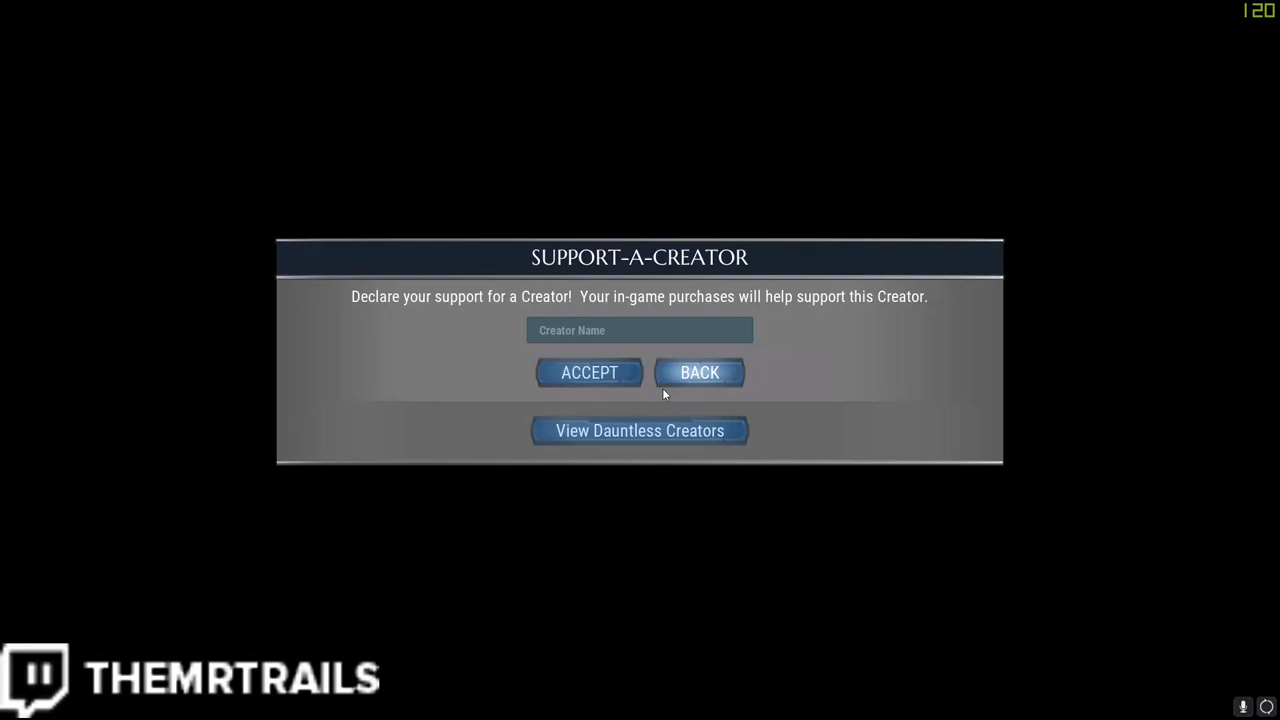 120
SUPPORT-A-CREATOR
Declare your support for a Creator!  Your in-game purchases will help support this Creator.
Creator Name
ACCEPT BACK
View Dauntless Creators
THEMRTRAILS